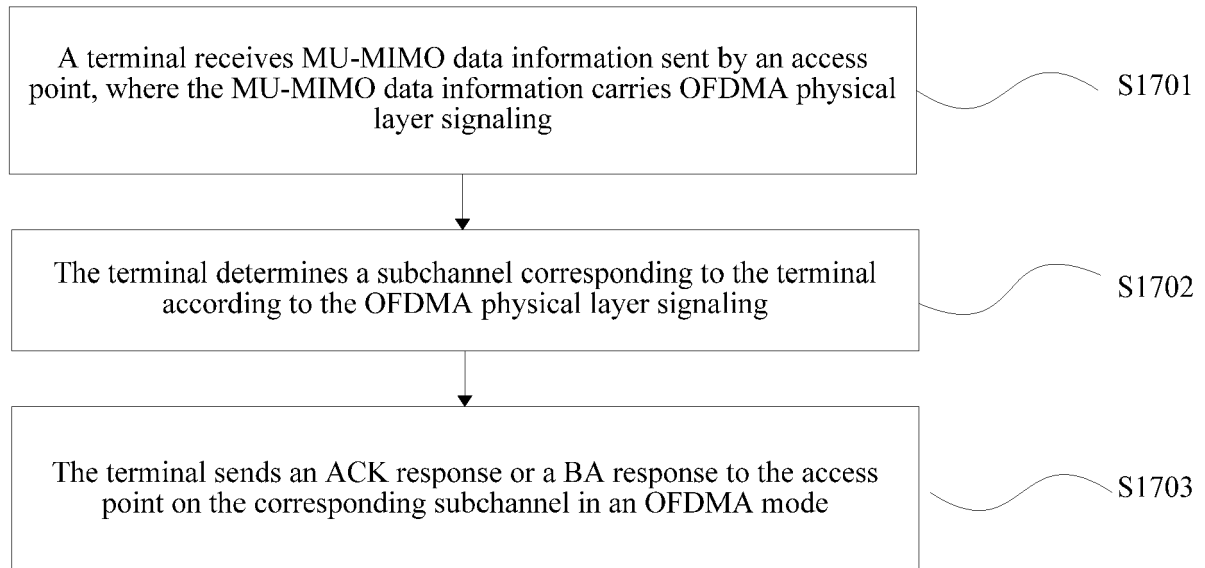 A terminal receives MU-MIMO data information sent by an access
point, where the MU-MIMO data information carries OFDMA physical
layer signaling
S1701
The terminal determines a subchannel corresponding to the terminal
according to the OFDMA physical layer signaling
S1702
The terminal sends an ACK response or a BA response to the access
point on the corresponding subchannel in an OFDMA mode
S1703